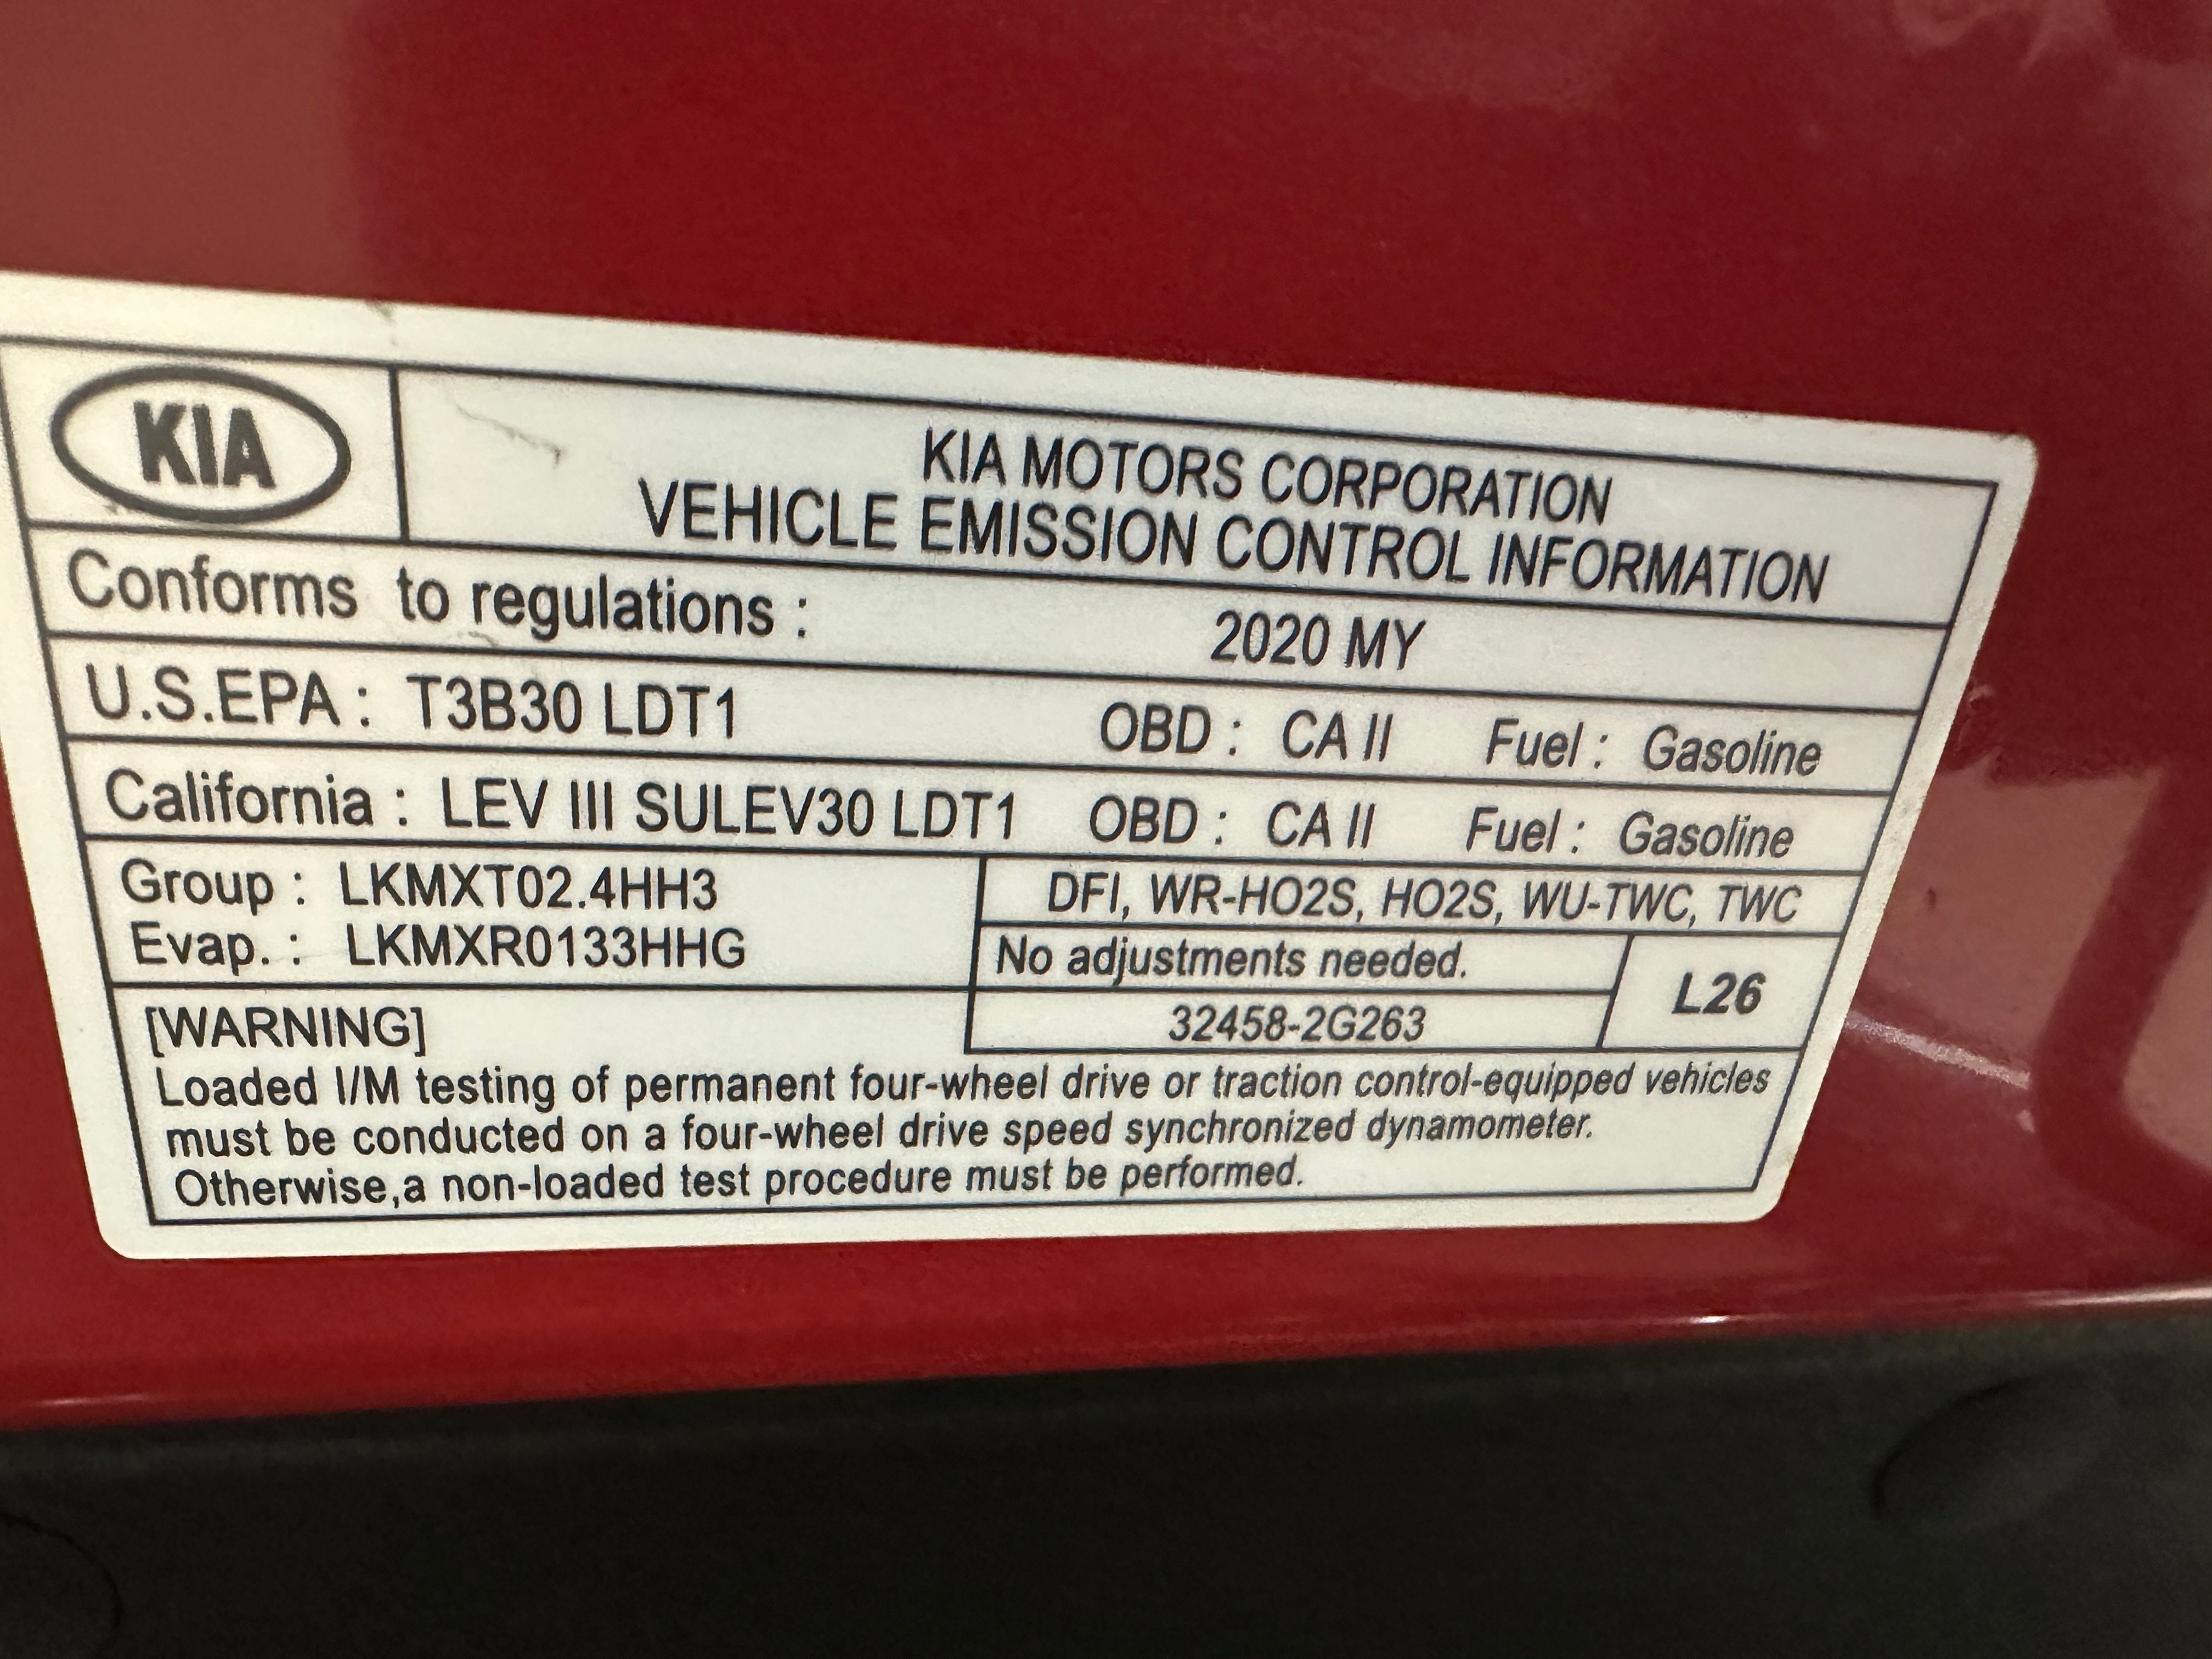 KIA
KIA MOTORS CORPORATION
VEHICLE EMISSION CONTROL INFORMATION
Conforms to regulations : 2020 MY
U.S.EPA : T3B30 LDT1 OBD : CA II Fuel : Gasoline
California : LEV III SULEV30 LDT1 OBD : CA II Fuel : Gasoline
Group : LKMXT02.4HH3
Evap. : LKMXR0133HHG
DFI, WR-HO2S, HO2S, WU-TWC, TWC
No adjustments needed.
32458-2G263
L26
[WARNING]
Loaded I/M testing of permanent four-wheel drive or traction control-equipped vehicles
must be conducted on a four-wheel drive speed synchronized dynamometer.
Otherwise,a non-loaded test procedure must be performed.